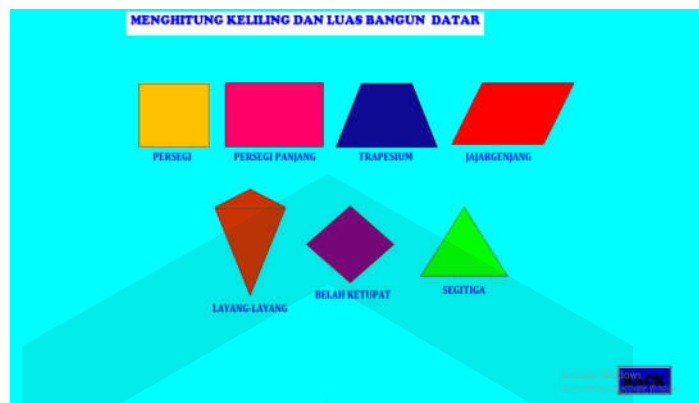 MENGHITUNG KELILING DAN LUAS BANGUN DATAR
PERSEGI
PERSEGI PANJANG
TRAPESIUM
JAJARGENJANG
LAYANG-LAYANG
BELAH KETUPAT
SEGITIGA
BACK